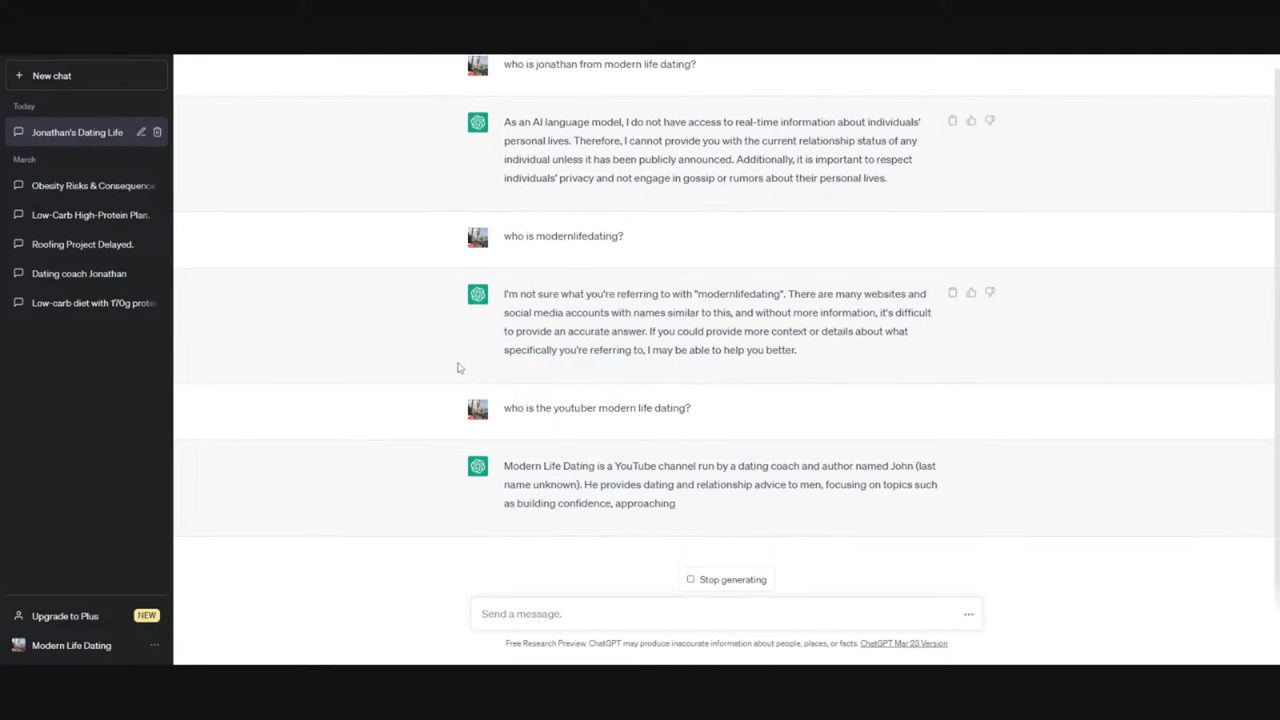 New chat
Today
Jonathan's Dating Life
March
Obesity Risks & Consequence
Low-Carb High-Protein Plan.
Roofing Project Delayed.
Dating coach Jonathan
Low-carb diet with 170g prote
Upgrade to Plus NEW
Modern Life Dating
who is jonathan from modern life dating?
As an AI language model, I do not have access to real-time information about individuals'
personal lives. Therefore, I cannot provide you with the current relationship status of any
individual unless it has been publicly announced. Additionally, it is important to respect
individuals' privacy and not engage in gossip or rumors about their personal lives.
who is modernlifedating?
I'm not sure what you're referring to with "modernlifedating". There are many websites and
social media accounts with names similar to this, and without more information, it's difficult
to provide an accurate answer. If you could provide more context or details about what
specifically you're referring to, I may be able to help you better.
who is the youtuber modern life dating?
Modern Life Dating is a YouTube channel run by a dating coach and author named John (last
name unknown). He provides dating and relationship advice to men, focusing on topics such
as building confidence, approaching
Stop generating
Send a message.
Free Research Preview. ChatGPT may produce inaccurate information about people, places, or facts. ChatGPT Mar 23 Version